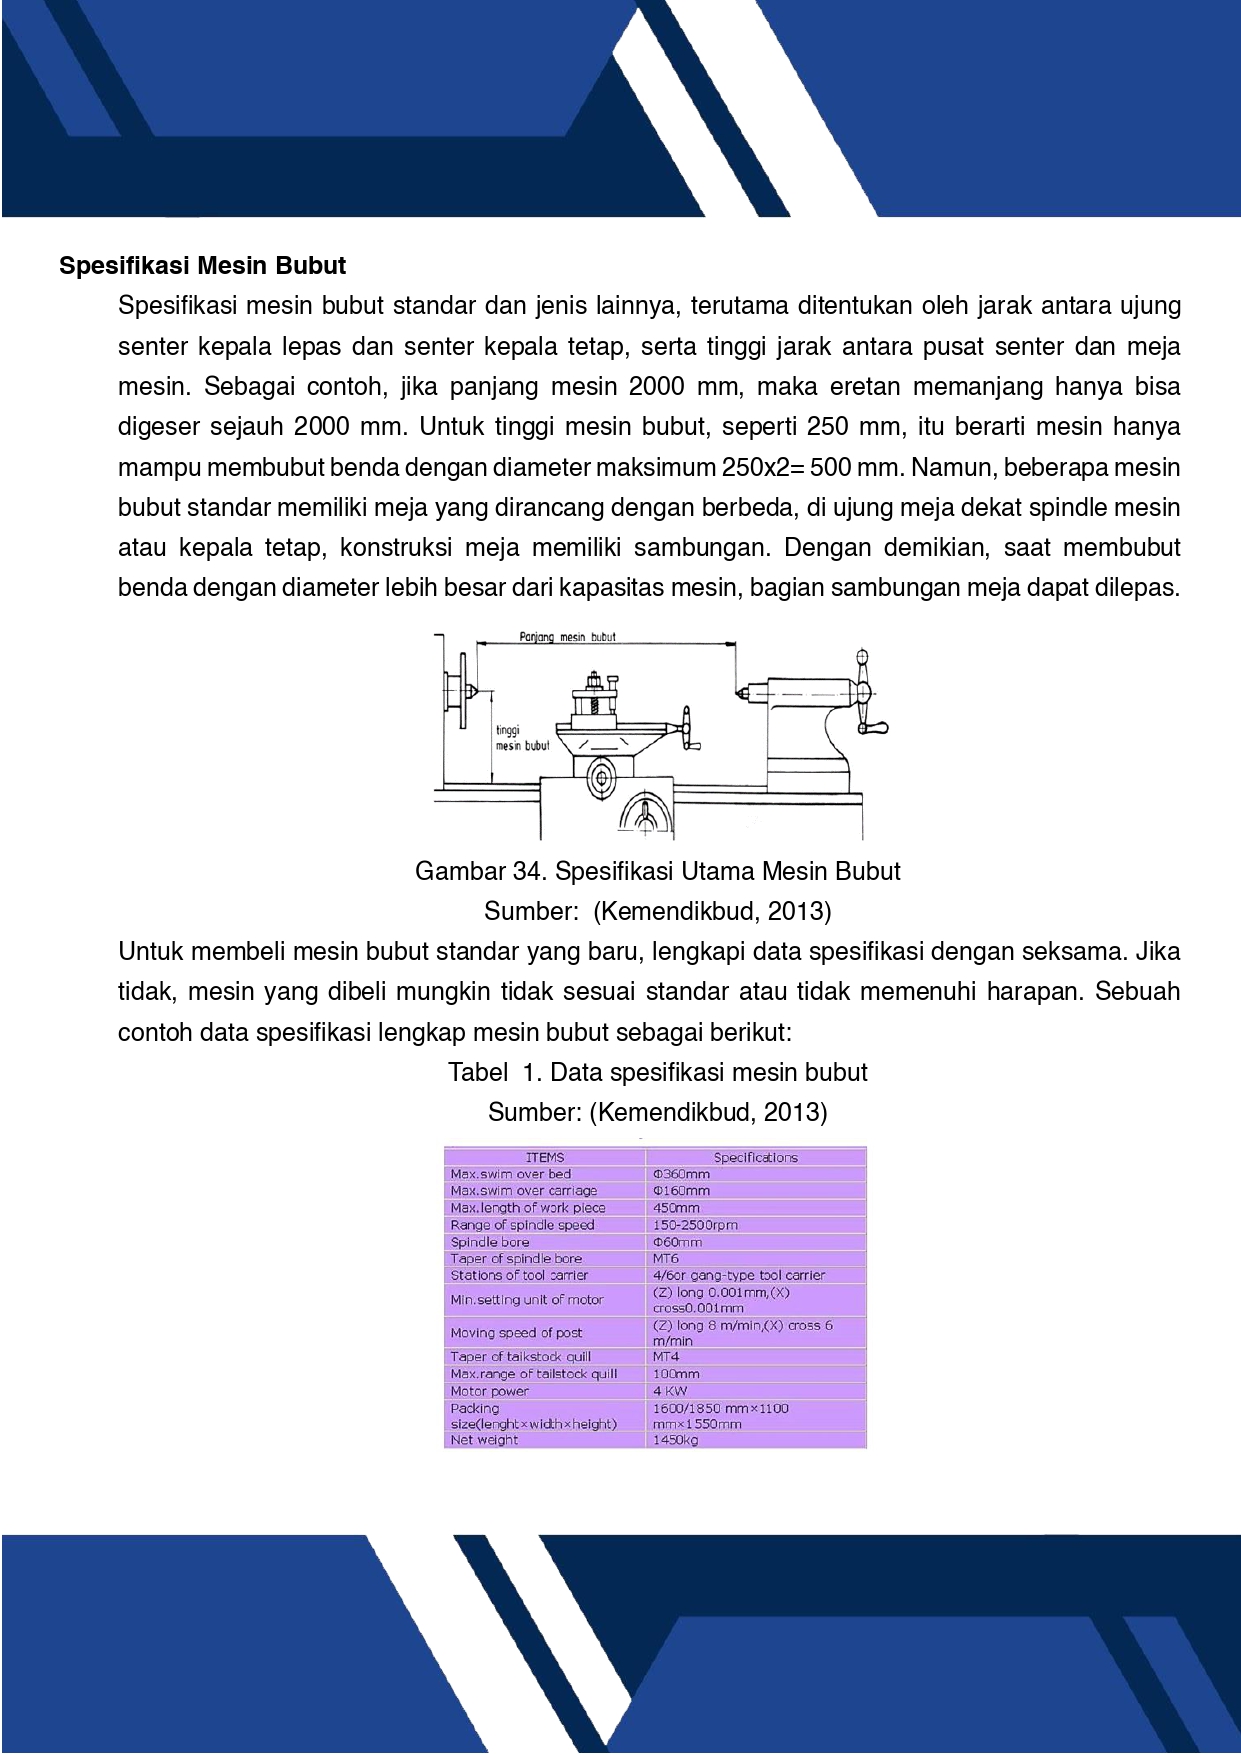 Spesifikasi Mesin Bubut
Spesifikasi mesin bubut standar dan jenis lainnya, terutama ditentukan oleh jarak antara ujung
senter kepala lepas dan senter kepala tetap, serta tinggi jarak antara pusat senter dan meja
mesin. Sebagai contoh, jika panjang mesin 2000 mm, maka eretan memanjang hanya bisa
digeser sejauh 2000 mm. Untuk tinggi mesin bubut, seperti 250 mm, itu berarti mesin hanya
mampu membubut benda dengan diameter maksimum 250x2= 500 mm. Namun, beberapa mesin
bubut standar memiliki meja yang dirancang dengan berbeda, di ujung meja dekat spindle mesin
atau kepala tetap, konstruksi meja memiliki sambungan. Dengan demikian, saat membubut
benda dengan diameter lebih besar dari kapasitas mesin, bagian sambungan meja dapat dilepas.
Panjang mesin bubut
tinggi
mesin bubut
Gambar 34. Spesifikasi Utama Mesin Bubut
Sumber:  (Kemendikbud, 2013)
Untuk membeli mesin bubut standar yang baru, lengkapi data spesifikasi dengan seksama. Jika
tidak, mesin yang dibeli mungkin tidak sesuai standar atau tidak memenuhi harapan. Sebuah
contoh data spesifikasi lengkap mesin bubut sebagai berikut:
Tabel  1. Data spesifikasi mesin bubut
Sumber: (Kemendikbud, 2013)
ITEMS Specifications
Max.swim over bed Φ360mm
Max.swim over carriage Φ160mm
Max.length of work piece 450mm
Range of spindle speed 150-2500rpm
Spindle bore Φ60mm
Taper of spindle bore MT6
Stations of tool carrier 4/6or gang-type tool carrier
Min.setting unit of motor (Z) long 0.001mm,(X)
cross0.001mm
Moving speed of post (Z) long 8 m/min,(X) cross 6
m/min
Taper of taikstock quill MT4
Max.range of tailstock quill 100mm
Motor power 4 KW
Packing 1600/1850 mm×1100
size(lenght×width×height) mm×1550mm
Net weight 1450kg